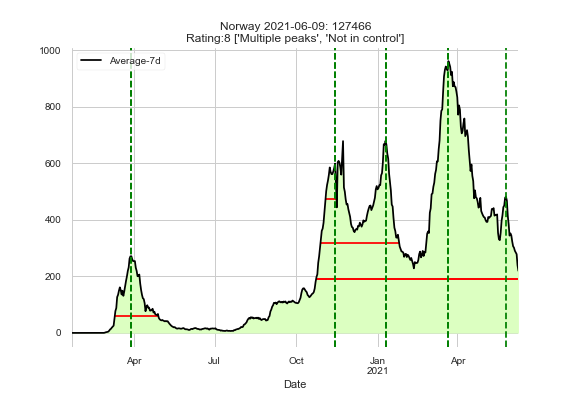 Norway 2021-06-09: 127466
Rating:8 ['Multiple peaks', 'Not in control']
Average-7d
1000
800
600
400
200
0
Apr
Jul
Oct
Jan
2021
Apr
Date